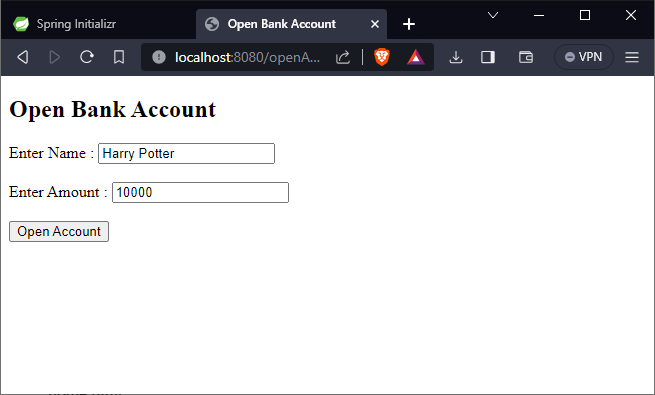 Spring Initializr
Open Bank Account
localhost:8080/openA...
VPN
Open Bank Account
Enter Name : Harry Potter
Enter Amount : 10000
Open Account